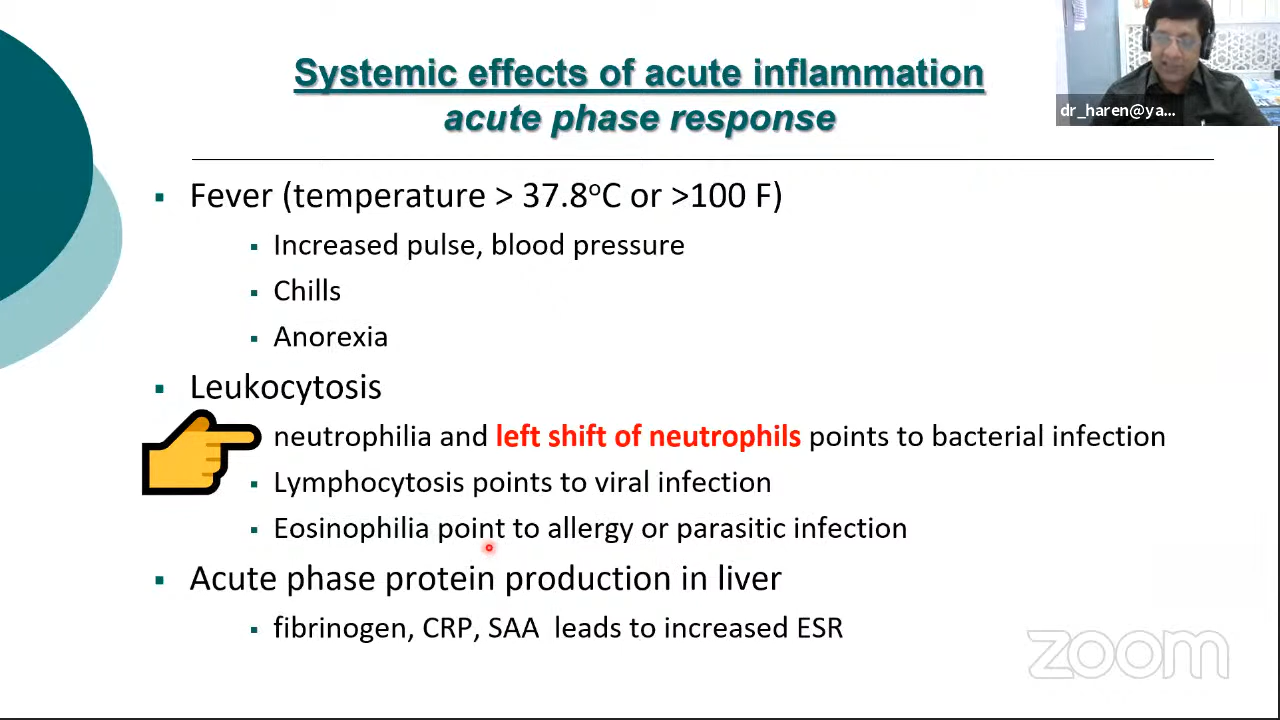 Systemic effects of acute inflammation
acute phase response
dr_haren@ya...
Fever (temperature > 37.8°C or >100 F)
Increased pulse, blood pressure
Chills
Anorexia
Leukocytosis
neutrophilia and left shift of neutrophils points to bacterial infection
Lymphocytosis points to viral infection
Eosinophilia point to allergy or parasitic infection
Acute phase protein production in liver
fibrinogen, CRP, SAA leads to increased ESR
zoom